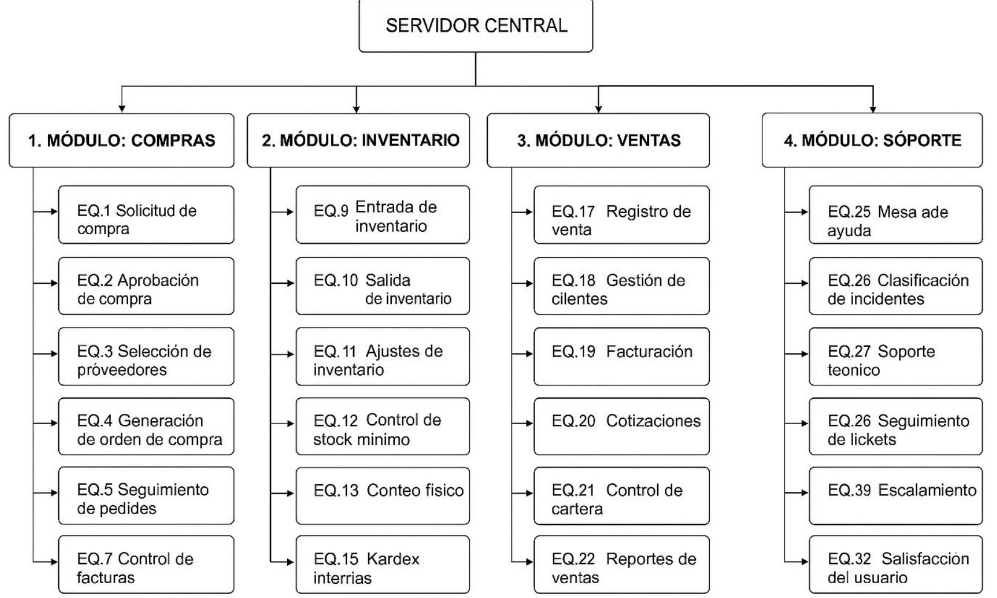 SERVIDOR CENTRAL
1. MÓDULO: COMPRAS
EQ.1 Solicitud de
compra
EQ.2 Aprobación
de compra
EQ.3 Selección de
próveedores
EQ.4 Generación
de orden de compra
EQ.5 Seguimiento
de pedides
EQ.7 Control de
facturas
2. MÓDULO: INVENTARIO
EQ.9 Entrada de
inventario
EQ.10 Salida
de inventario
EQ.11 Ajustes de
inventario
EQ.12 Control de
stock minimo
EQ.13 Conteo fisico
EQ.15 Kardex
interrias
3. MÓDULO: VENTAS
EQ.17 Registro de
venta
EQ.18 Gestión de
cilentes
EQ.19 Facturación
EQ.20 Cotizaciones
EQ.21 Control de
cartera
EQ.22 Reportes de
ventas
4. MÓDULO: SÓPORTE
EQ.25 Mesa ade
ayuda
EQ.26 Clasificación
de incidentes
EQ.27 Soporte
teonico
EQ.26 Seguimiento
de lickets
EQ.39 Escalamiento
EQ.32 Satisfacción
del usuario